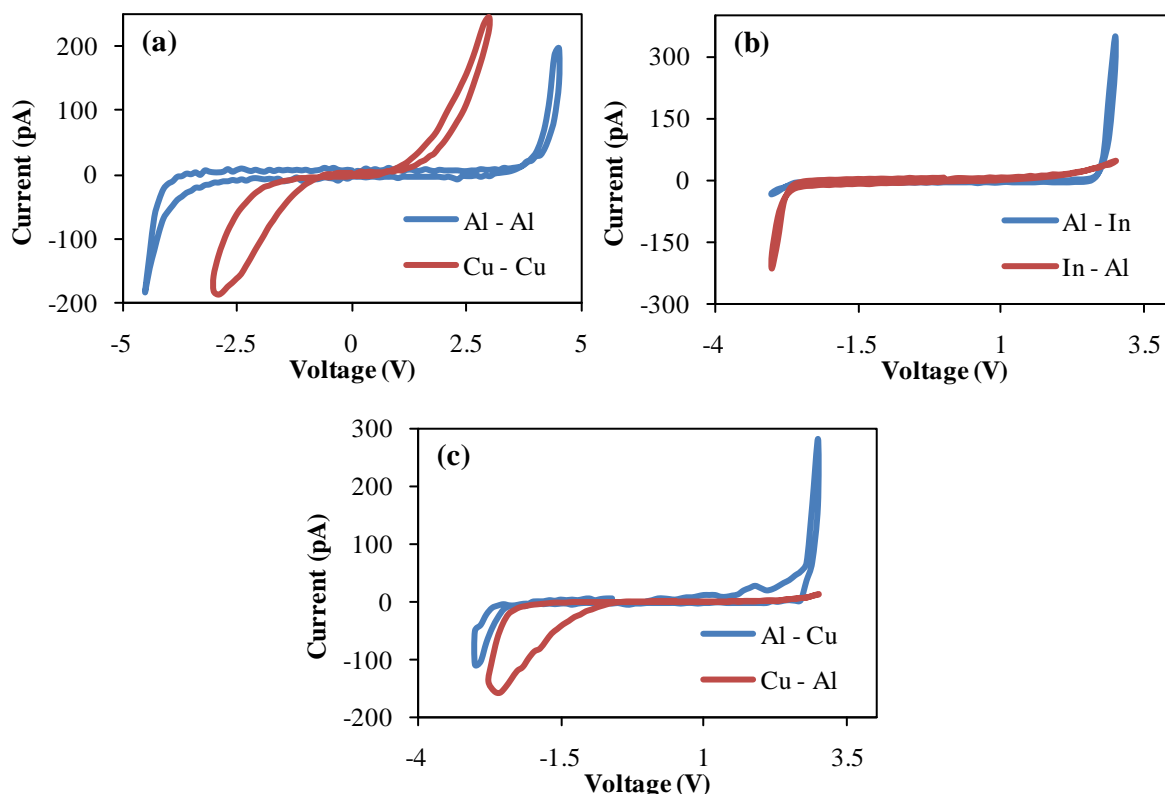 (a)
200
100
0
-100
-200
Current (pA)
Al - Al
Cu - Cu
-5
-2.5
0
2.5
5
Voltage (V)
(b)
300
150
0
-150
-300
Current (pA)
Al - In
In - Al
-4
-1.5
1
3.5
Voltage (V)
(c)
300
200
100
0
-100
-200
Current (pA)
Al - Cu
Cu - Al
-4
-1.5
1
3.5
Voltage (V)